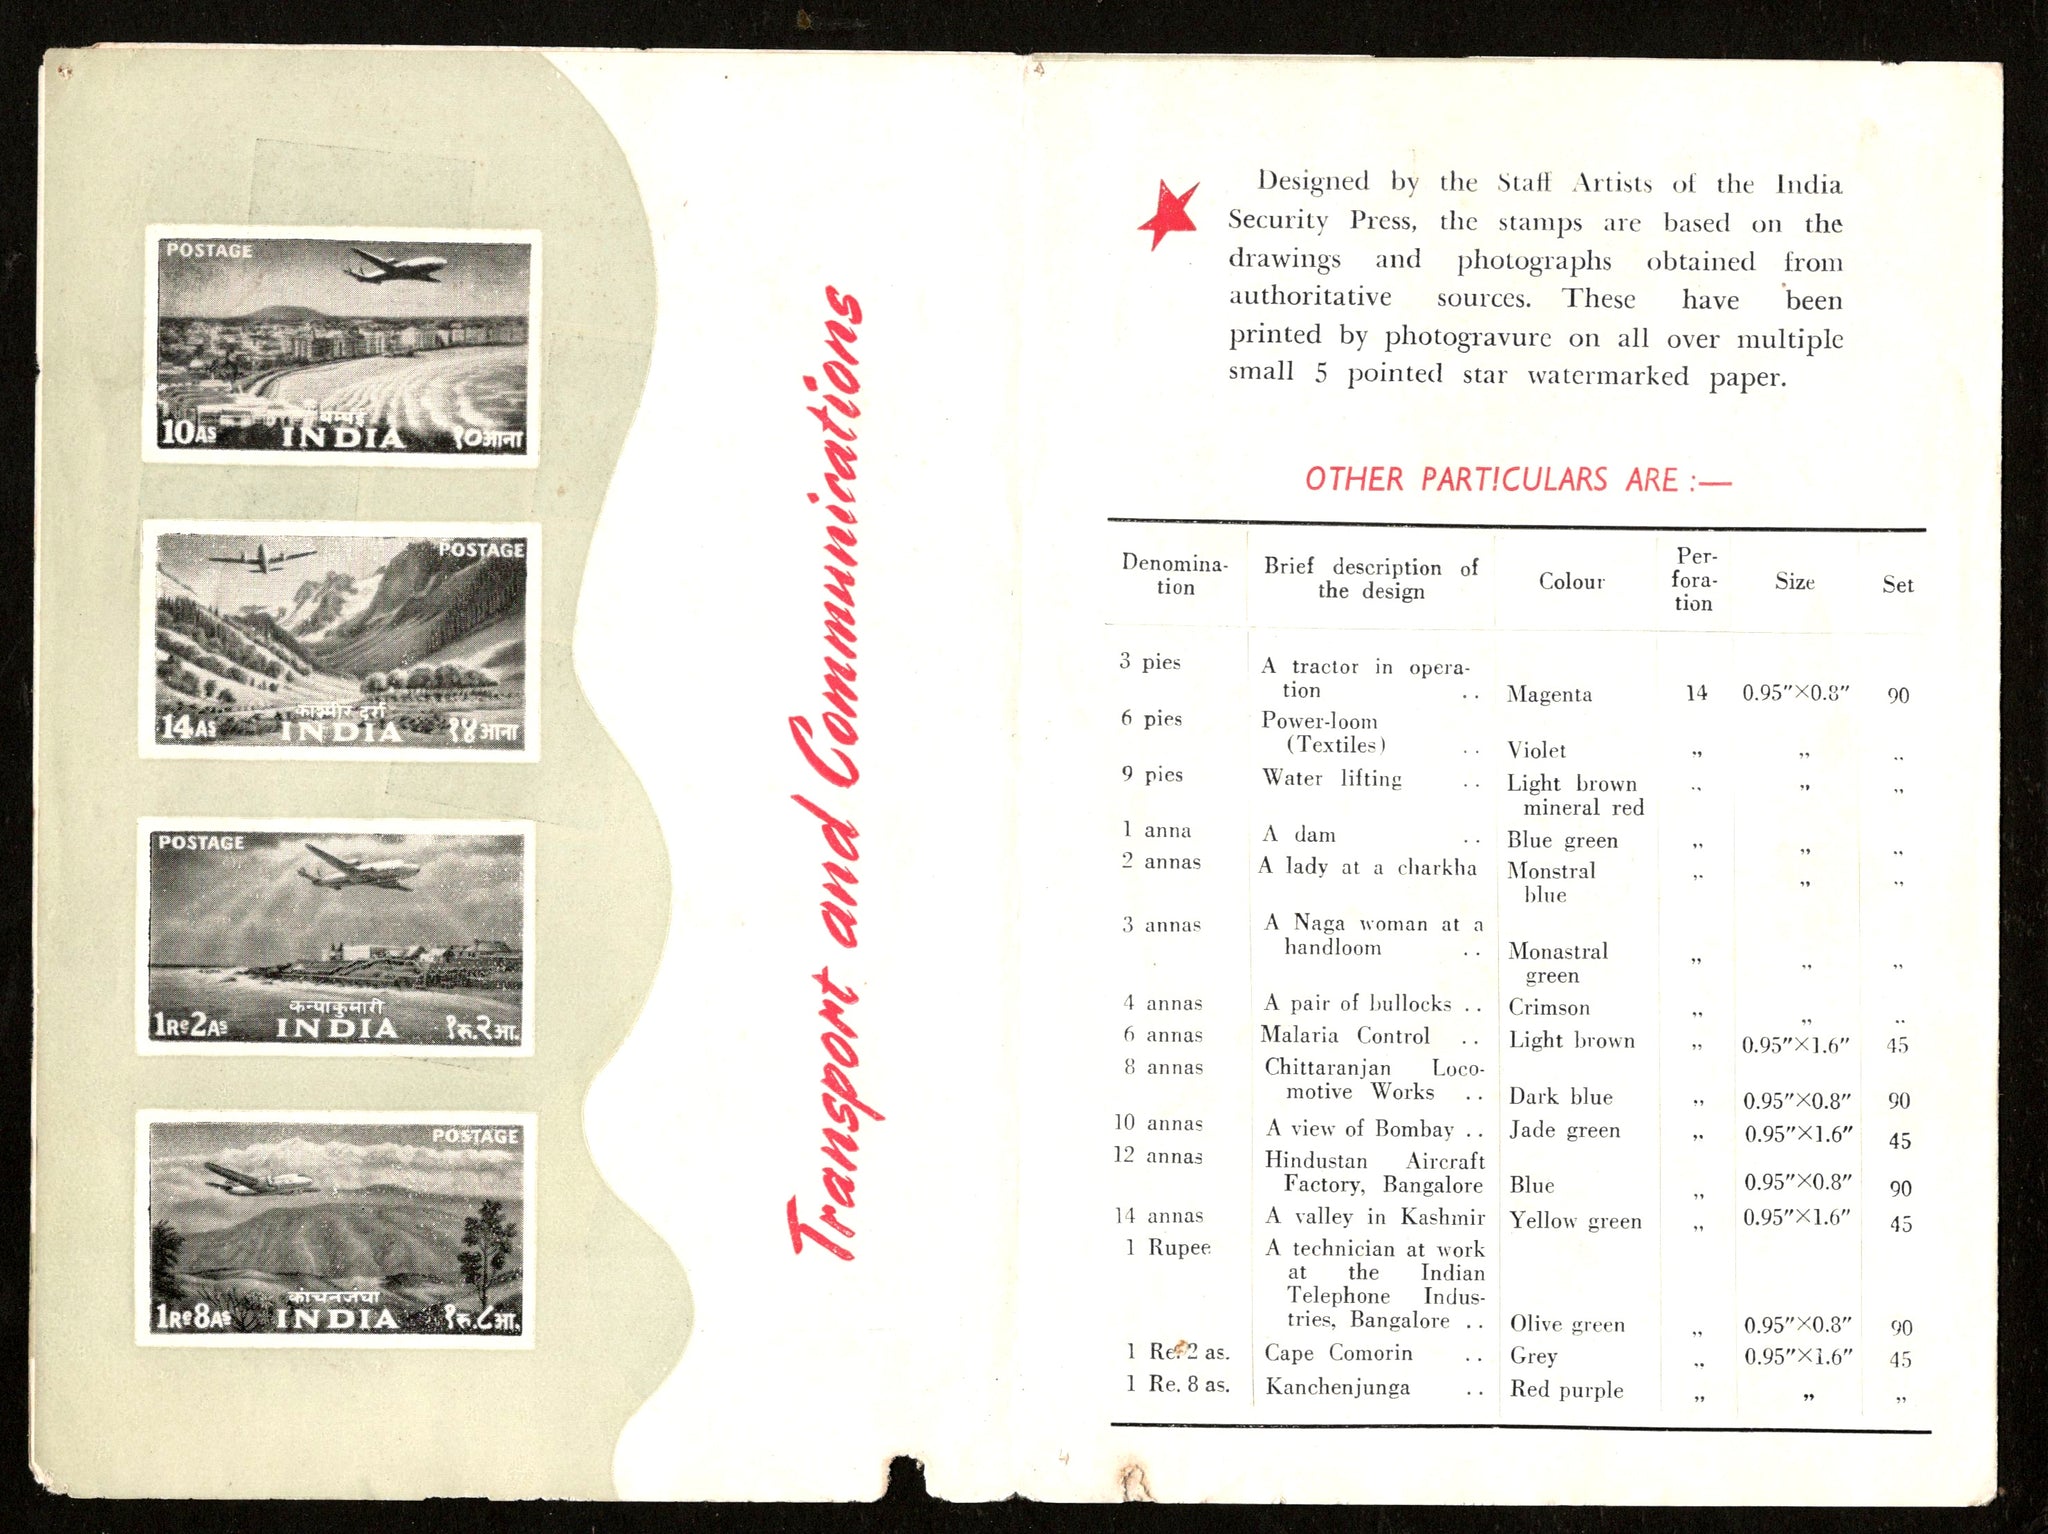 POSTAGE
बम्बई
10AS INDIA १०आना
POSTAGE
काश्मीर दर्रा
14AS INDIA १४आना
POSTAGE
कन्याकुमारी
1Re2As INDIA १रू.२आ.
POSTAGE
कांचनजंघा
1Re8As INDIA १रू.८आ.
Transport and Communications
Designed by the Staff Artists of the India
Security Press, the stamps are based on the
drawings and photographs obtained from
authoritative sources. These have been
printed by photogravure on all over multiple
small 5 pointed star watermarked paper.
OTHER PARTICULARS ARE :—
Denomina-
tion
Brief description of
the design
Colour
Per-
fora-
tion
Size
Set
3 pies A tractor in opera-
tion .. Magenta 14 0.95"×0.8" 90
6 pies Power-loom
(Textiles) .. Violet ,, ,, ,,
9 pies Water lifting .. Light brown ,, ,, ,,
mineral red
1 anna A dam .. Blue green ,, ,, ,,
2 annas A lady at a charkha Monstral ,, ,, ,,
blue
3 annas A Naga woman at a
handloom .. Monastral ,, ,, ,,
green
4 annas A pair of bullocks .. Crimson ,, ,, ,,
6 annas Malaria Control .. Light brown ,, 0.95"×1.6" 45
8 annas Chittaranjan Loco-
motive Works .. Dark blue ,, 0.95"×0.8" 90
10 annas A view of Bombay .. Jade green ,, 0.95"×1.6" 45
12 annas Hindustan Aircraft
Factory, Bangalore Blue ,, 0.95"×0.8" 90
14 annas A valley in Kashmir Yellow green ,, 0.95"×1.6" 45
1 Rupee A technician at work
at the Indian
Telephone Indus-
tries, Bangalore .. Olive green ,, 0.95"×0.8" 90
1 Re. 2 as. Cape Comorin .. Grey ,, 0.95"×1.6" 45
1 Re. 8 as. Kanchenjunga .. Red purple ,, ,, ,,